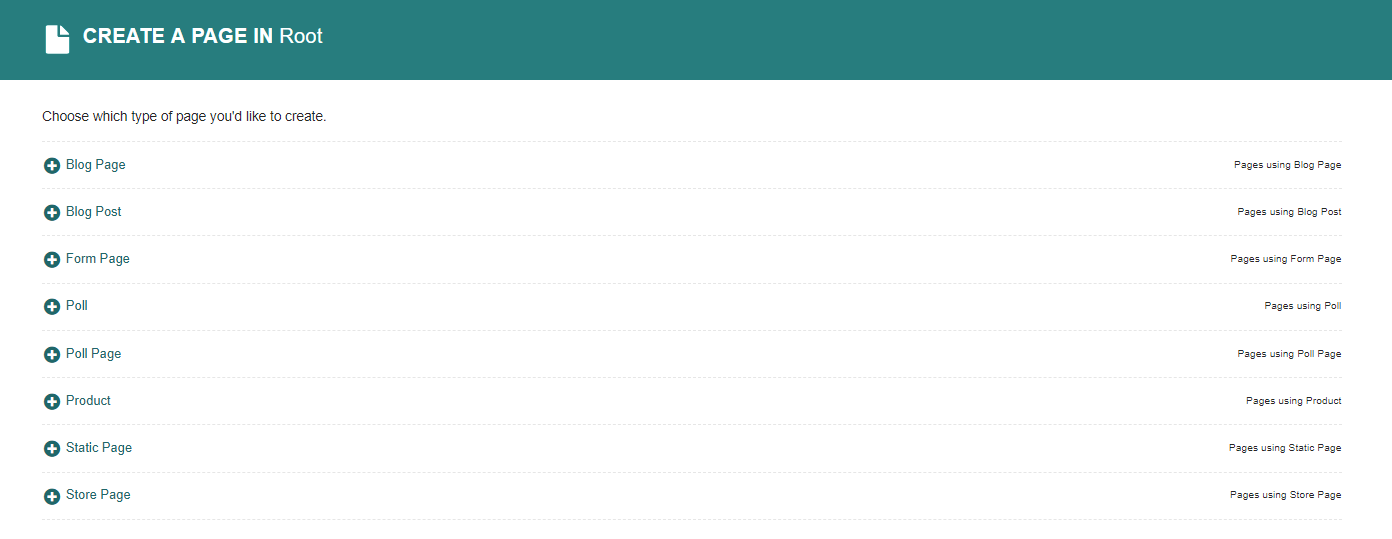 CREATE A PAGE IN Root
Choose which type of page you'd like to create.
Blog Page Pages using Blog Page
Blog Post Pages using Blog Post
Form Page Pages using Form Page
Poll Pages using Poll
Poll Page Pages using Poll Page
Product Pages using Product
Static Page Pages using Static Page
Store Page Pages using Store Page